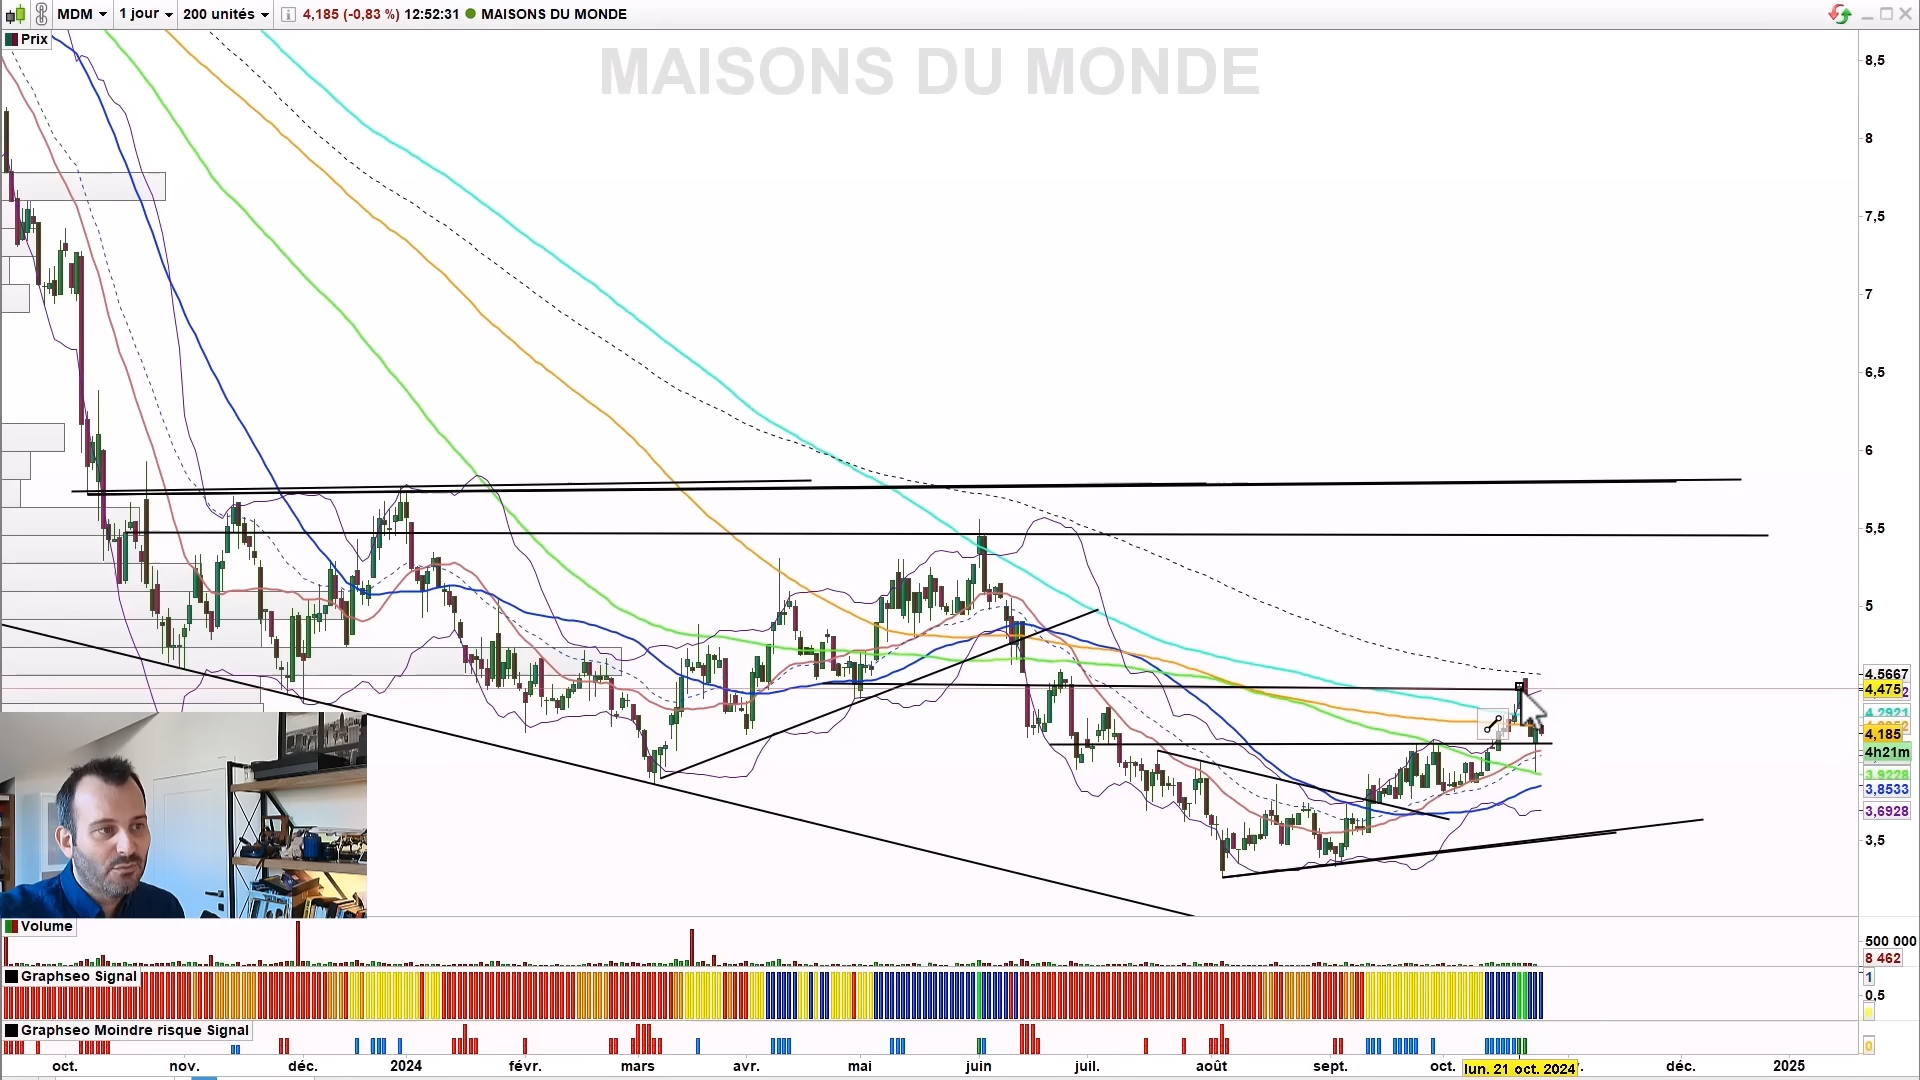 MDM 1 jour 200 unités 4,185 (-0,83 %) 12:52:31 MAISONS DU MONDE
Prix
MAISONS DU MONDE
8,5
8
7,5
7
6,5
6
5,5
5
4,5667
4,475
4,2921
4,185
4h21m
3,9228
3,8533
3,6928
3,5
Volume
500 000
8 462
Graphseo Signal
1
0,5
Graphseo Moindre risque Signal
0
oct. nov. déc. 2024 févr. mars avr. mai juin juil. août sept. oct. lun. 21 oct. 2024 déc. 2025